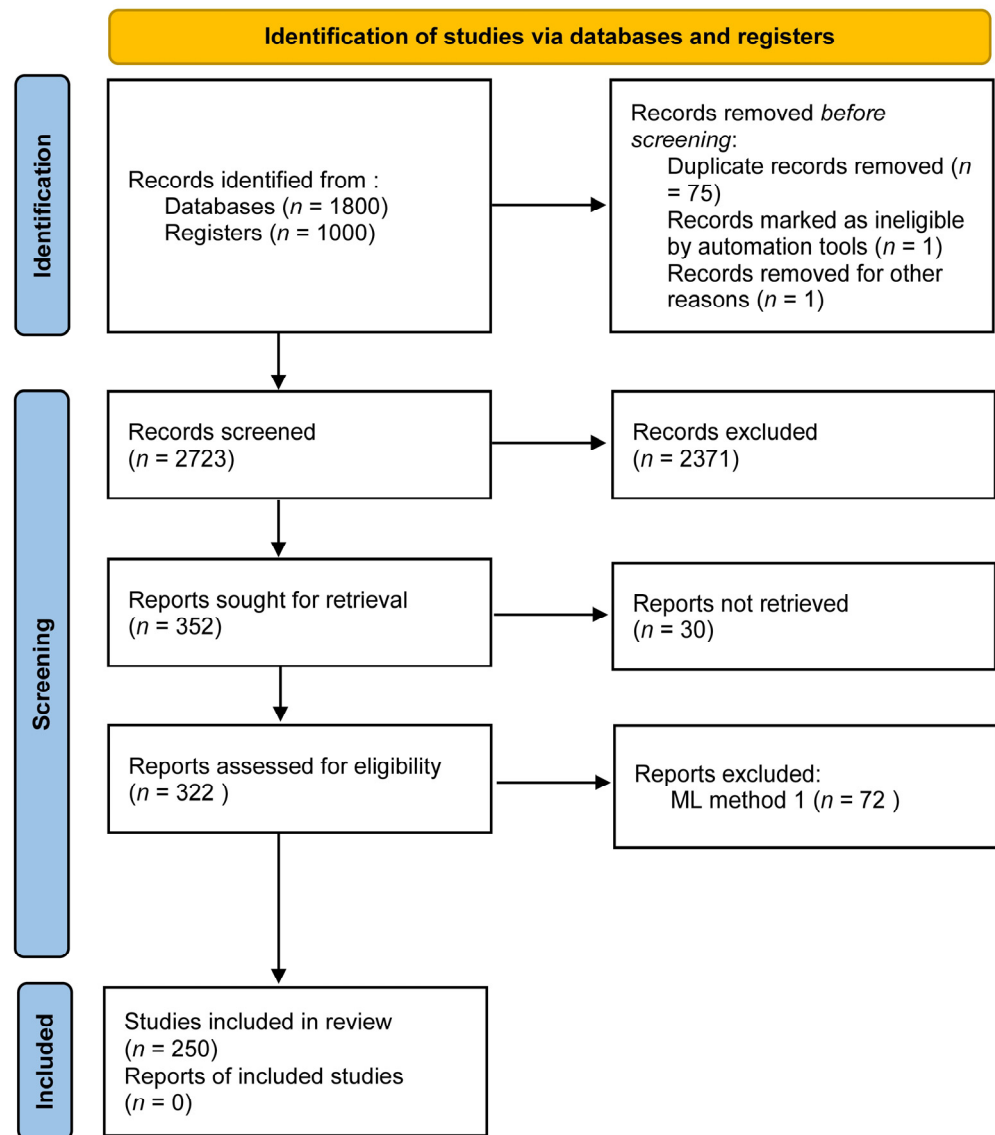 Identification of studies via databases and registers
Identification
Records identified from :
Databases (n = 1800)
Registers (n = 1000)
Records removed before
screening:
Duplicate records removed (n
= 75)
Records marked as ineligible
by automation tools (n = 1)
Records removed for other
reasons (n = 1)
Screening
Records screened
(n = 2723)
Records excluded
(n = 2371)
Reports sought for retrieval
(n = 352)
Reports not retrieved
(n = 30)
Reports assessed for eligibility
(n = 322 )
Reports excluded:
ML method 1 (n = 72 )
Included
Studies included in review
(n = 250)
Reports of included studies
(n = 0)